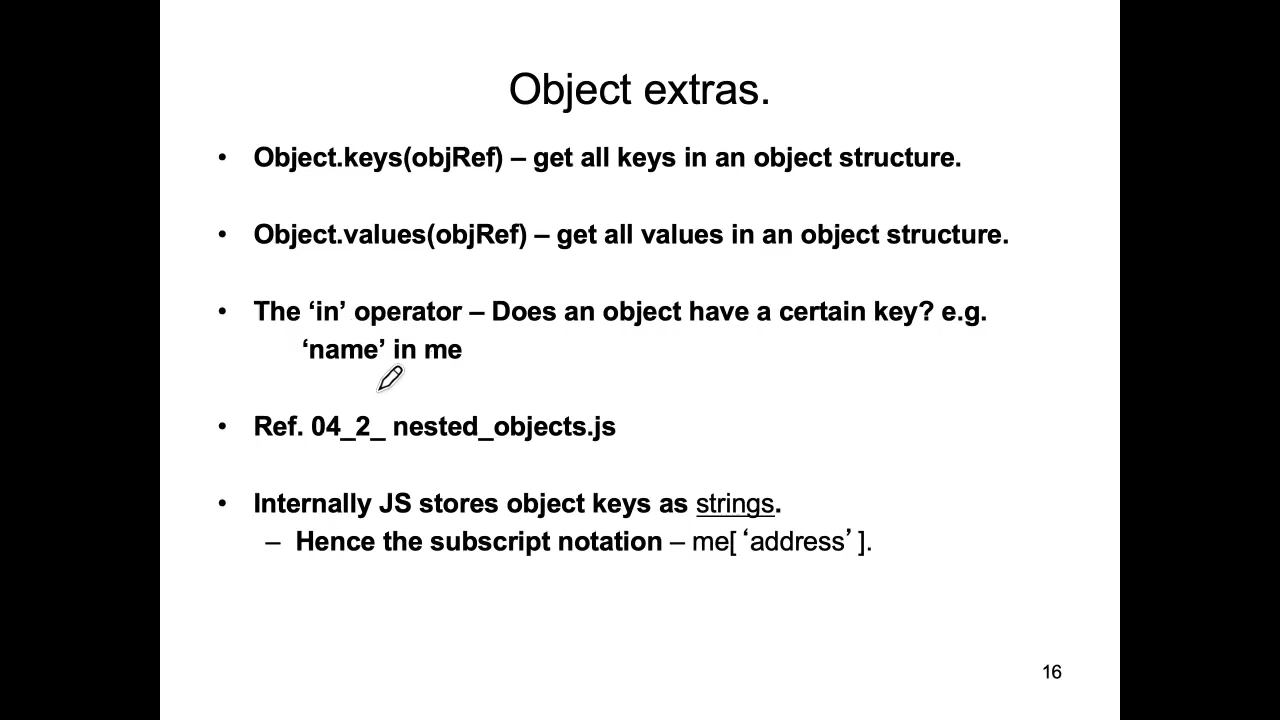 Object extras.
• Object.keys(objRef) – get all keys in an object structure.
• Object.values(objRef) – get all values in an object structure.
• The ‘in’ operator – Does an object have a certain key? e.g.
‘name’ in me
• Ref. 04_2_ nested_objects.js
• Internally JS stores object keys as strings.
– Hence the subscript notation – me[ ‘address’ ].
16